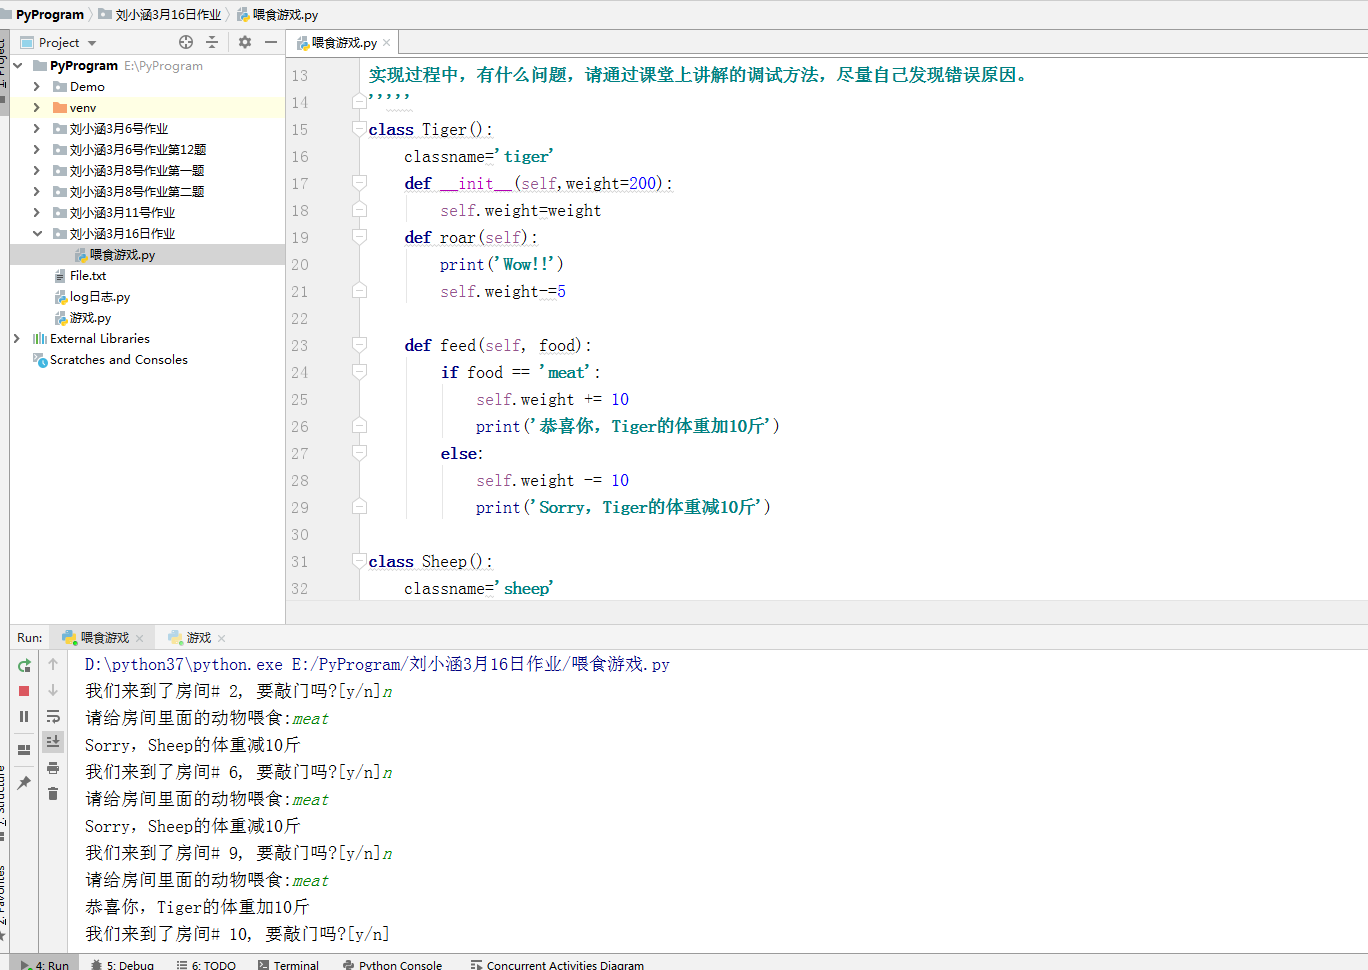 PyProgram 刘小涵3月16日作业 喂食游戏.py
Project
喂食游戏.py
PyProgram E:\PyProgram
Demo
venv
刘小涵3月6号作业
刘小涵3月6号作业第12题
刘小涵3月8号作业第一题
刘小涵3月8号作业第二题
刘小涵3月11号作业
刘小涵3月16日作业
喂食游戏.py
File.txt
log日志.py
游戏.py
External Libraries
Scratches and Consoles
13 实现过程中，有什么问题，请通过课堂上讲解的调试方法，尽量自己发现错误原因。
14 '''''
15 class Tiger():
16 classname='tiger'
17 def __init__(self,weight=200):
18 self.weight=weight
19 def roar(self):
20 print('Wow!!')
21 self.weight-=5
22
23 def feed(self, food):
24 if food == 'meat':
25 self.weight += 10
26 print('恭喜你，Tiger的体重加10斤')
27 else:
28 self.weight -= 10
29 print('Sorry，Tiger的体重减10斤')
30
31 class Sheep():
32 classname='sheep'
Run: 喂食游戏 游戏
D:\python37\python.exe E:/PyProgram/刘小涵3月16日作业/喂食游戏.py
我们来到了房间# 2, 要敲门吗?[y/n]n
请给房间里面的动物喂食:meat
Sorry，Sheep的体重减10斤
我们来到了房间# 6, 要敲门吗?[y/n]n
请给房间里面的动物喂食:meat
Sorry，Sheep的体重减10斤
我们来到了房间# 9, 要敲门吗?[y/n]n
请给房间里面的动物喂食:meat
恭喜你，Tiger的体重加10斤
我们来到了房间# 10, 要敲门吗?[y/n]
Z: Structure
2: Favorites
4: Run 5: Debug 6: TODO Terminal Python Console Concurrent Activities Diagram